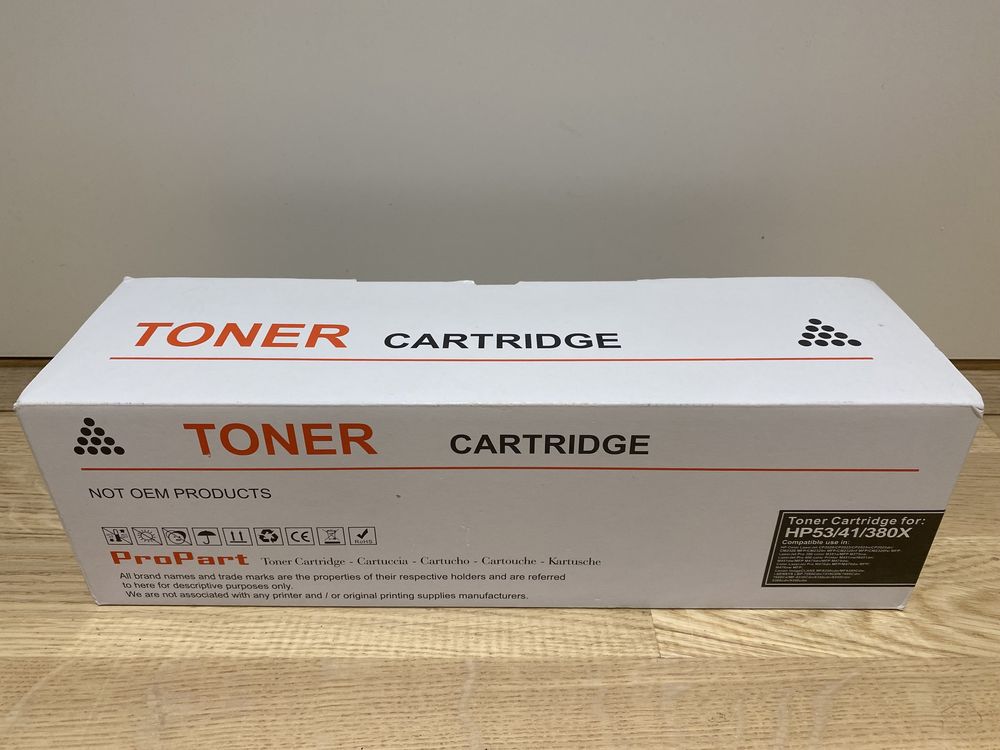 TONER CARTRIDGE
TONER CARTRIDGE
NOT OEM PRODUCTS
CE
RoHS
ProPart Toner Cartridge - Cartuccia - Cartucho - Cartouche - Kartusche
All brand names and trade marks are the properties of their respective holders and are referred
to here for descriptive purposes only.
We are not associated with any printer and / or original printing supplies manufacturers.
Toner Cartridge for:
HP53/41/380X
Compatible use in: